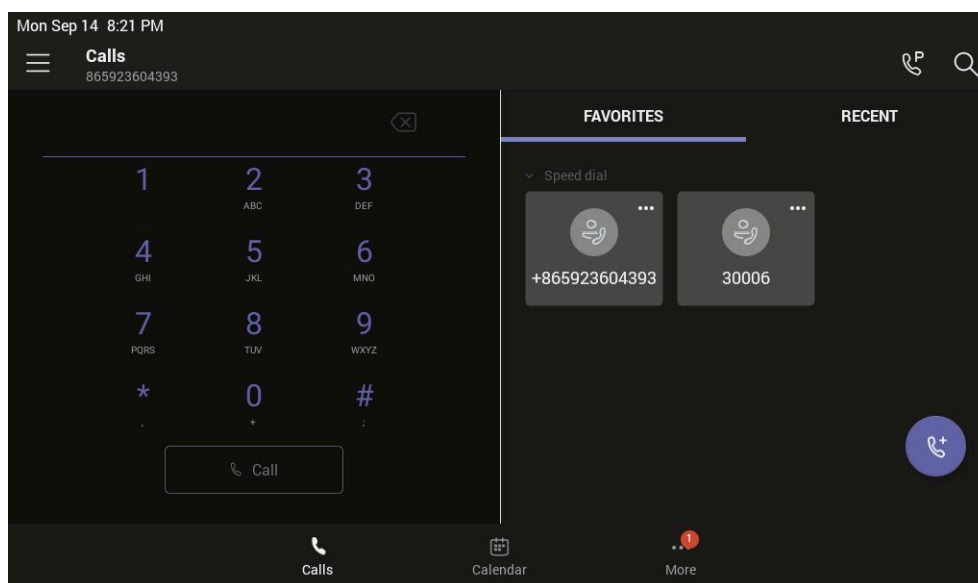 Mon Sep 14 8:21 PM
Calls
865923604393
P
FAVORITES
RECENT
Speed dial
+865923604393
30006
1
2
ABC
3
DEF
4
GHI
5
JKL
6
MNO
7
PQRS
8
TUV
9
WXYZ
*
,
0
+
#
;
Call
Calls
Calendar
1
More